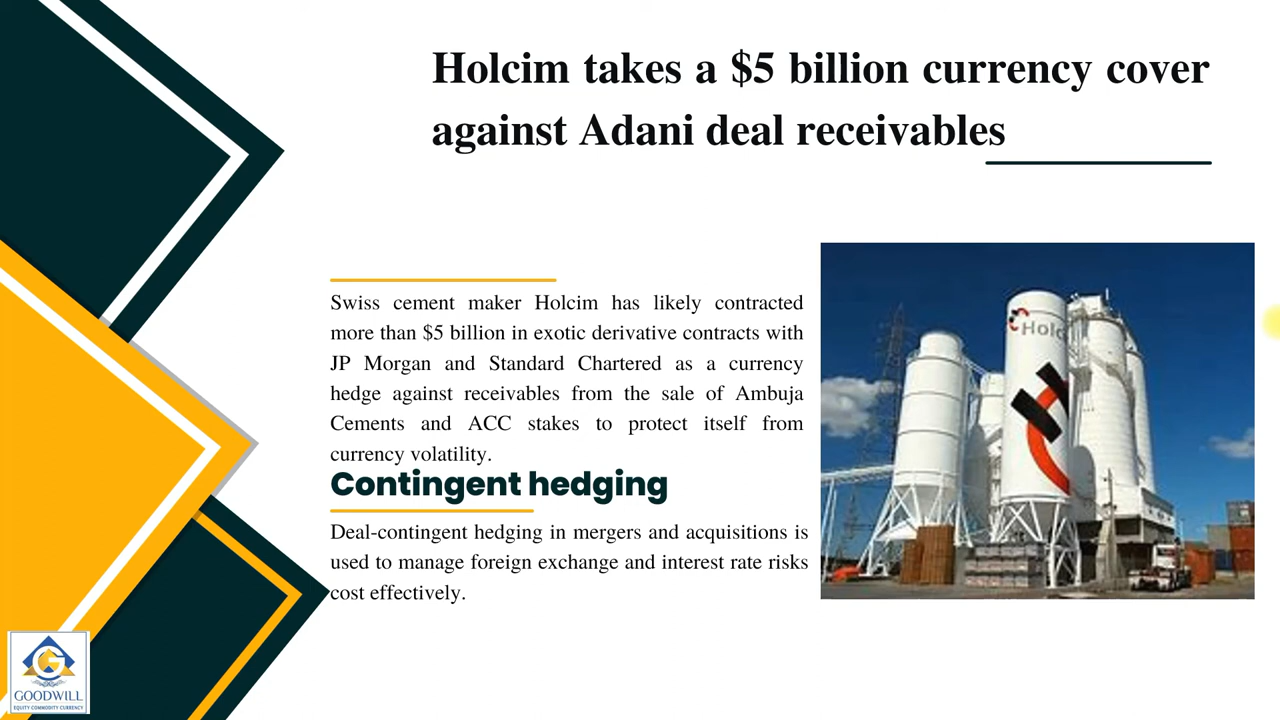 Holcim takes a $5 billion currency cover
against Adani deal receivables
Swiss cement maker Holcim has likely contracted
more than $5 billion in exotic derivative contracts with
JP Morgan and Standard Chartered as a currency
hedge against receivables from the sale of Ambuja
Cements and ACC stakes to protect itself from
currency volatility.
Contingent hedging
Deal-contingent hedging in mergers and acquisitions is
used to manage foreign exchange and interest rate risks
cost effectively.
Holc
GOODWILL
EQUITY COMMODITY CURRENCY